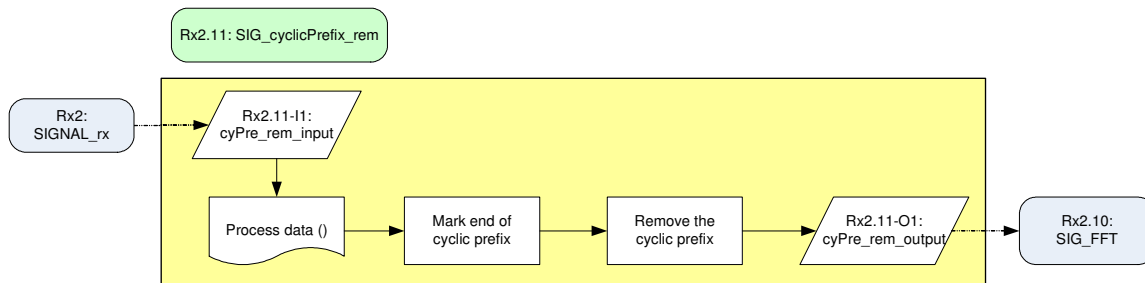 Rx2.11: SIG_cyclicPrefix_rem
Rx2:
SIGNAL_rx
Rx2.11-I1:
cyPre_rem_input
Process data ()
Mark end of
cyclic prefix
Remove the
cyclic prefix
Rx2.11-O1:
cyPre_rem_output
Rx2.10:
SIG_FFT